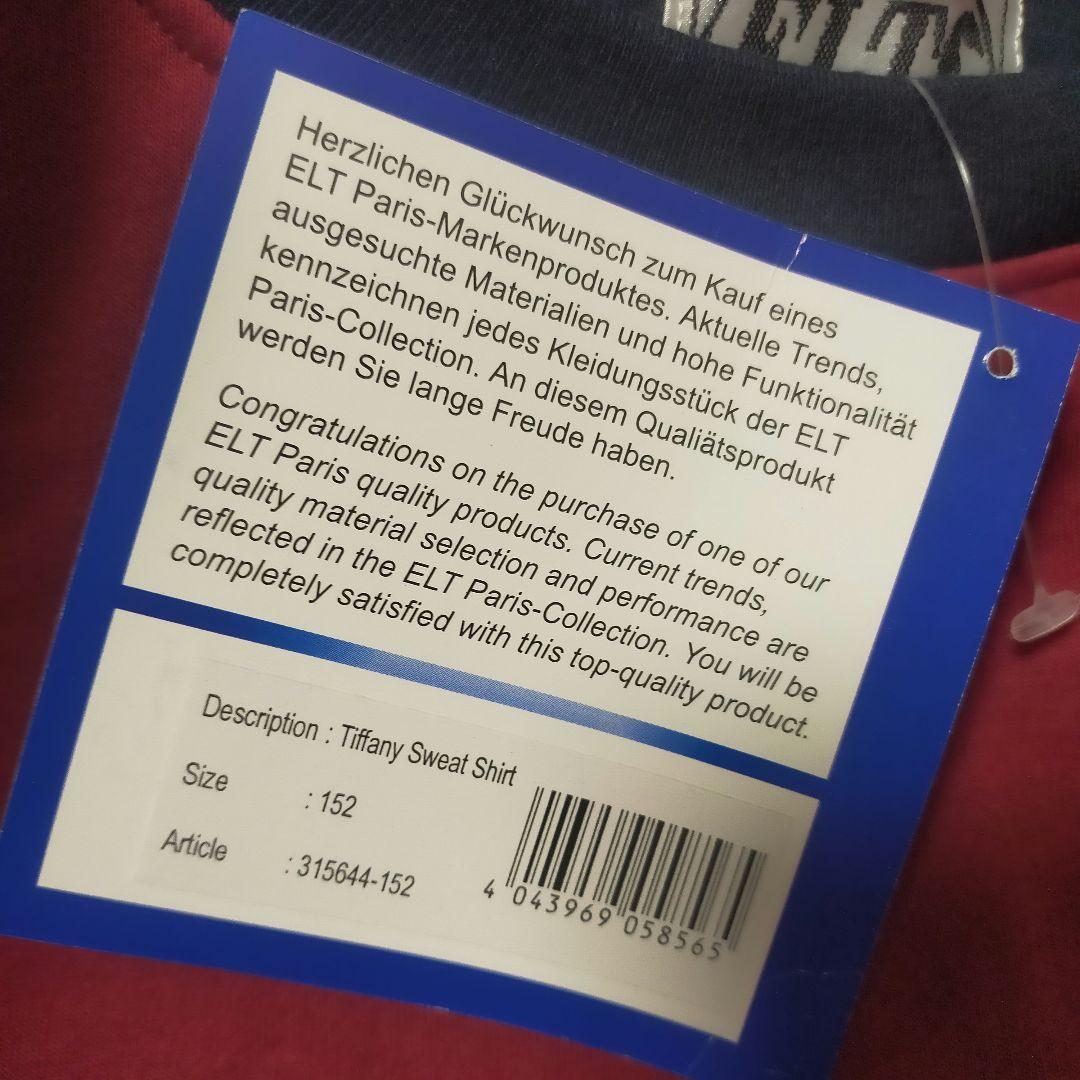 ELT
Herzlichen Glückwunsch zum Kauf eines
ELT Paris-Markenproduktes. Aktuelle Trends,
ausgesuchte Materialien und hohe Funktionalität
kennzeichnen jedes Kleidungsstück der ELT
Paris-Collection. An diesem Qualiätsprodukt
werden Sie lange Freude haben.
Congratulations on the purchase of one of our
ELT Paris quality products. Current trends,
quality material selection and performance are
reflected in the ELT Paris-Collection. You will be
completely satisfied with this top-quality product.
Description : Tiffany Sweat Shirt
Size : 152
Article : 315644-152
4 043969 058565